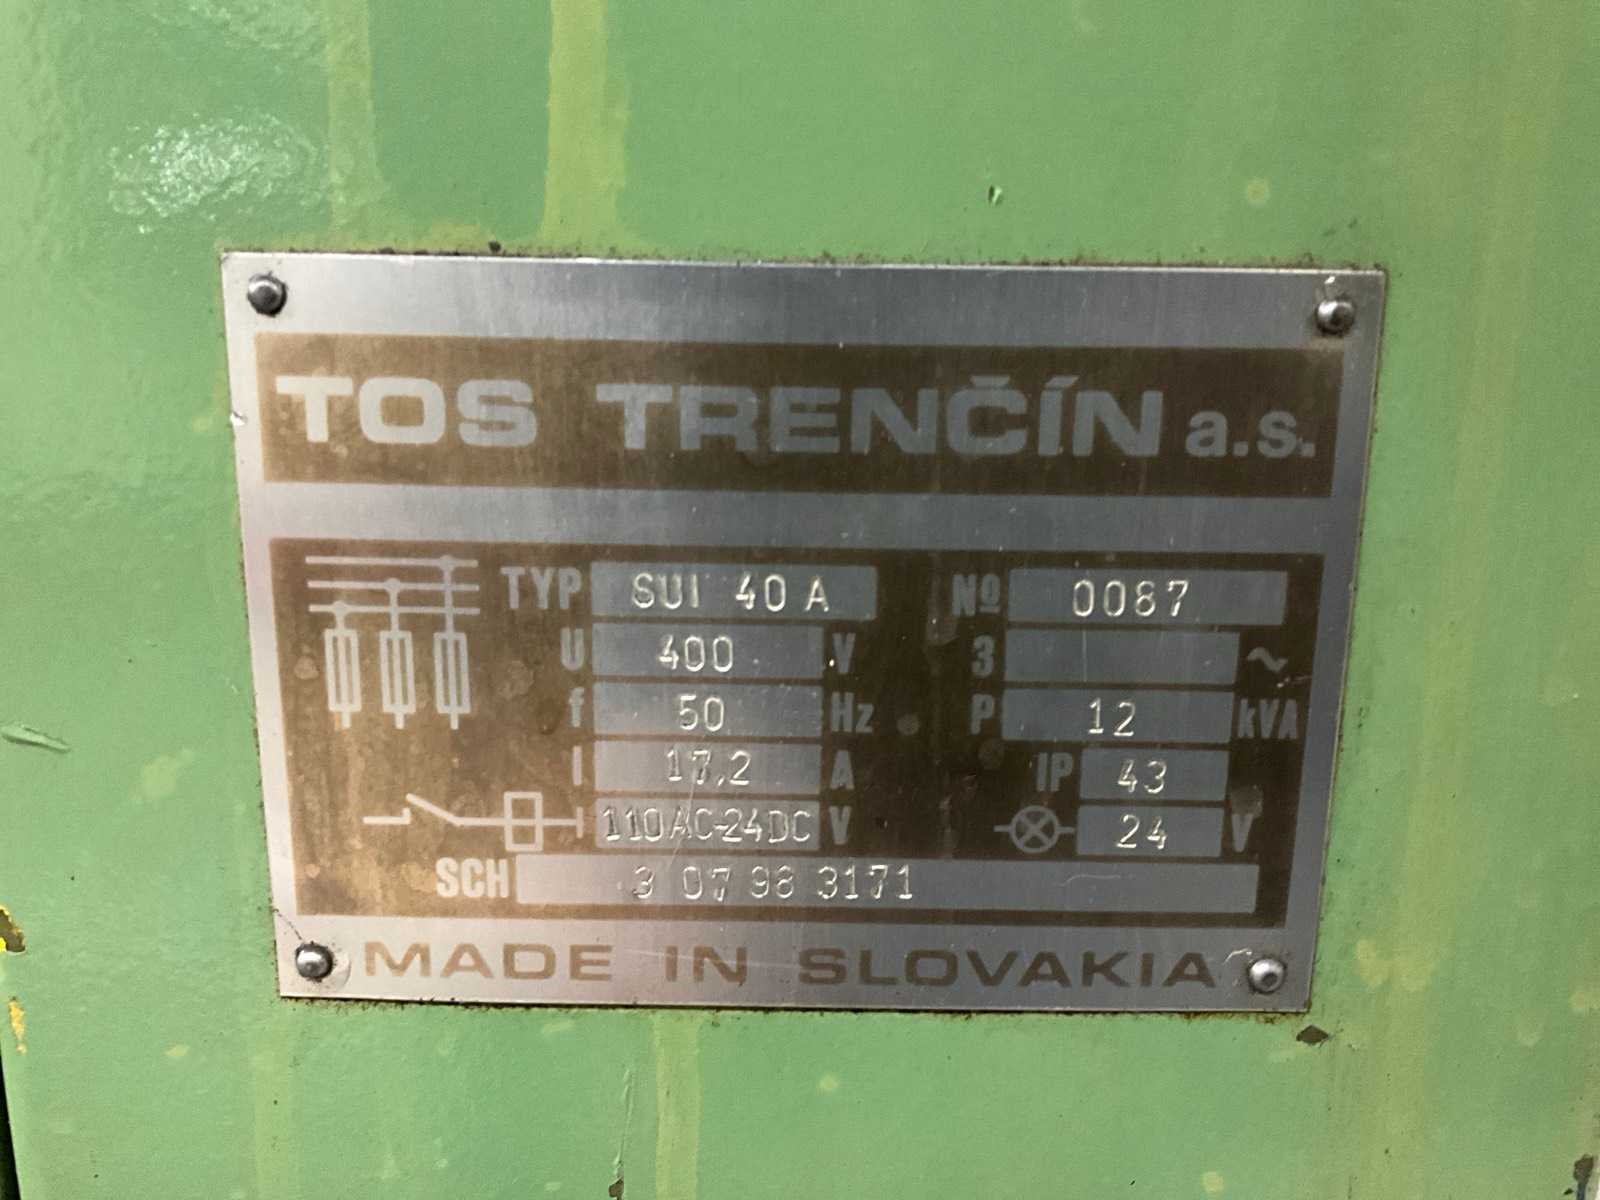 TOS TRENČÍN a.s.
TYP SUI 40 A Nº 0087
U 400 V 3 ~
f 50 Hz P 12 kVA
I 17,2 A IP 43
110AC-24DC V 24 V
SCH 3 07 98 3171
MADE IN SLOVAKIA